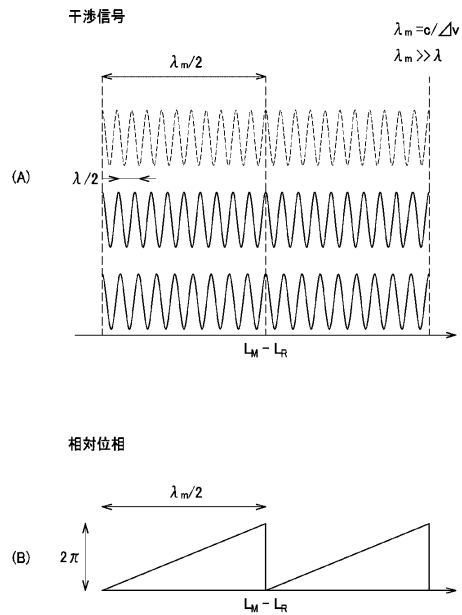 干渉信号
λm=c/⊿ν
λm>>λ
λm/2
(A)
λ/2
LM − LR
相対位相
λm/2
(B)
2π
LM − LR